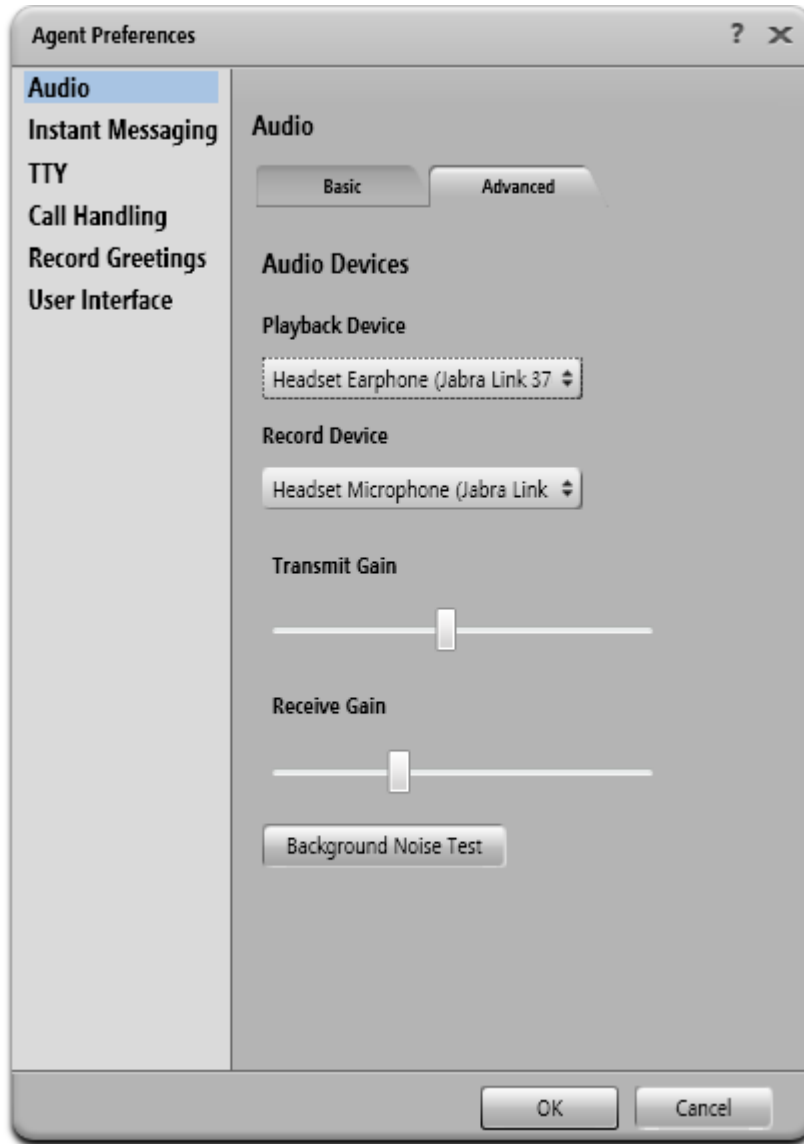 Agent Preferences
?
Audio
Instant Messaging
TTY
Call Handling
Record Greetings
User Interface
Audio
Basic
Advanced
Audio Devices
Playback Device
Headset Earphone (Jabra Link 37
Record Device
Headset Microphone (Jabra Link
Transmit Gain
Receive Gain
Background Noise Test
OK
Cancel